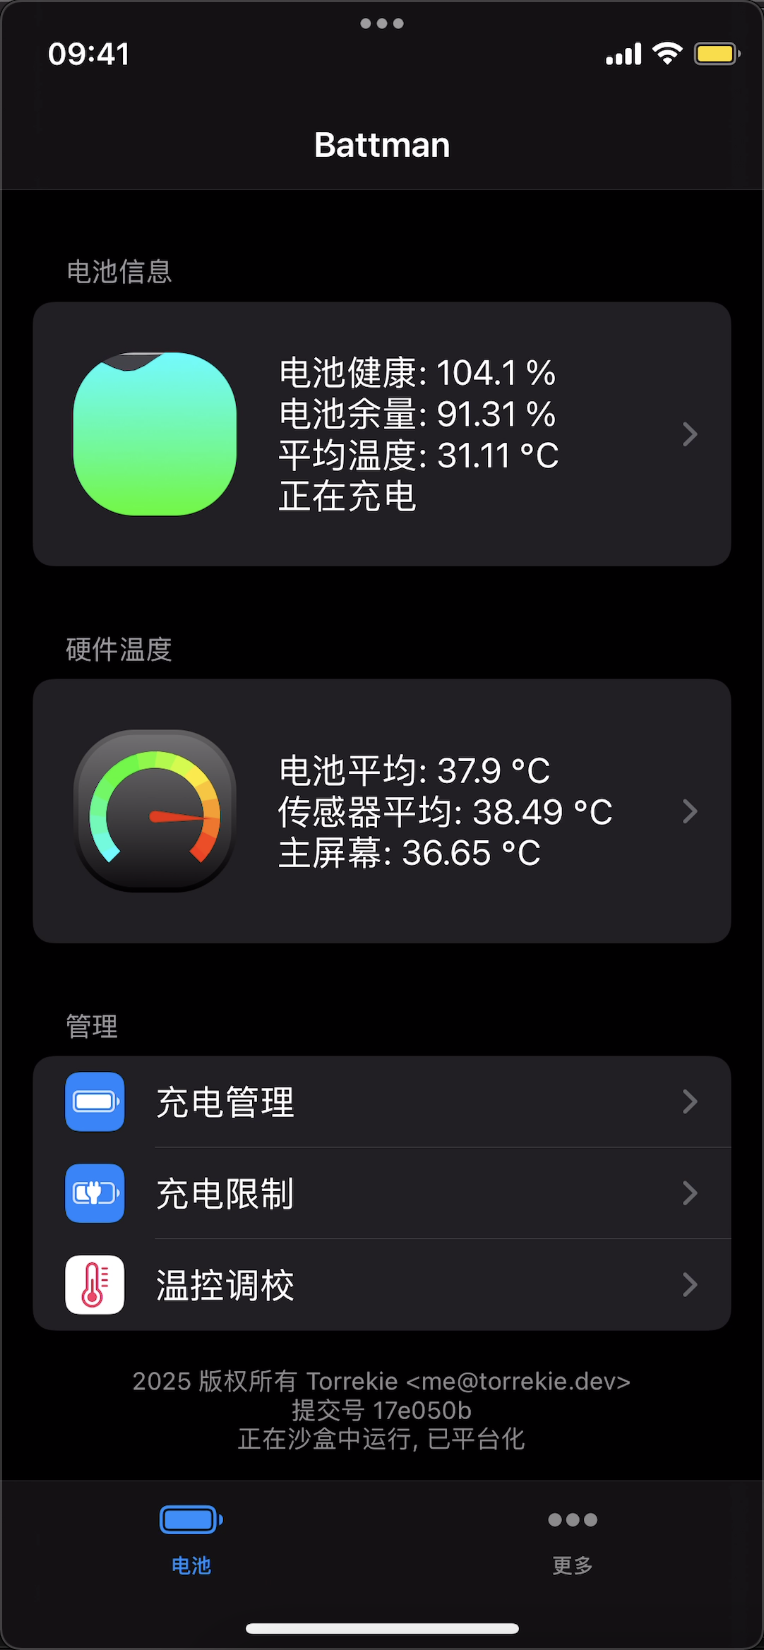 09:41
Battman
电池信息
电池健康: 104.1 %
电池余量: 91.31 %
平均温度: 31.11 °C
正在充电
硬件温度
电池平均: 37.9 °C
传感器平均: 38.49 °C
主屏幕: 36.65 °C
管理
充电管理
充电限制
温控调校
2025 版权所有 Torrekie <me@torrekie.dev>
提交号 17e050b
正在沙盒中运行, 已平台化
电池
更多